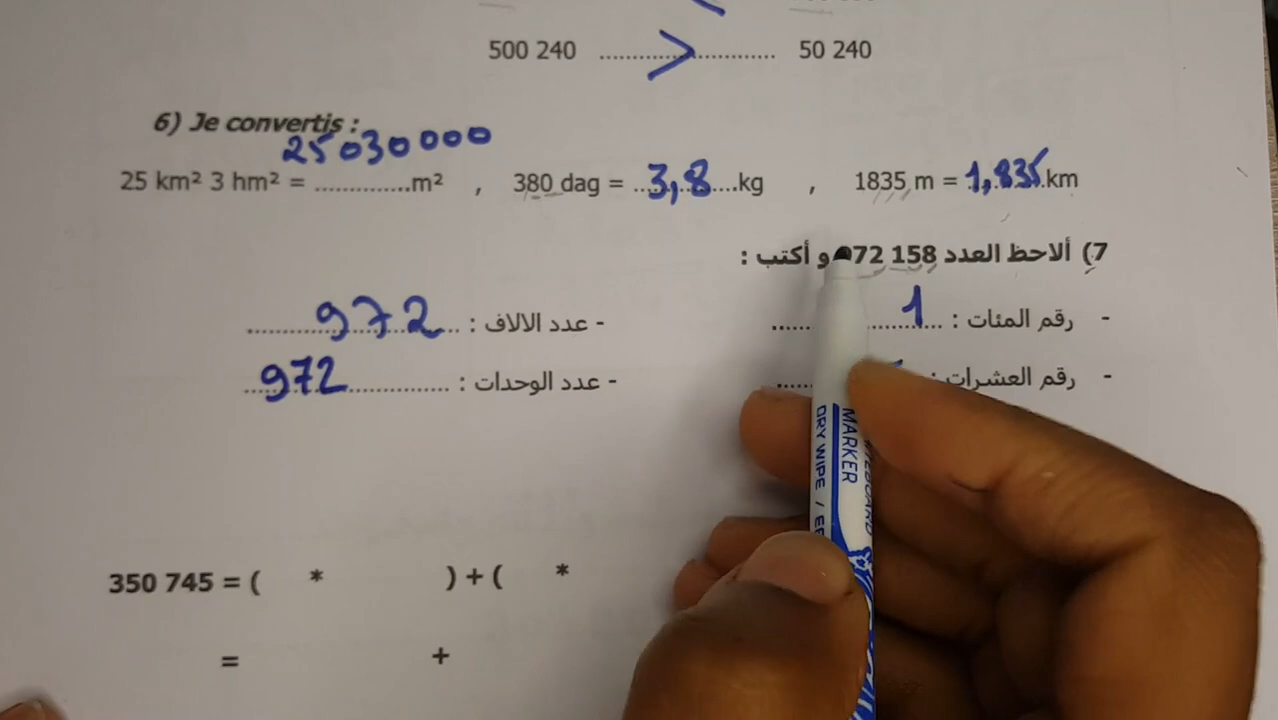 500 240 ............>............ 50 240
6) Je convertis :
25 km² 3 hm² = 25 03 0000 m² , 380 dag = 3,8 kg , 1835 m = 1,835 km
7) ألاحظ العدد 972 158 و أكتب :
- رقم المئات : 1 - عدد الالاف : 972
- رقم العشرات : - عدد الوحدات : 972
350 745 = ( * ) + ( *
= +
MARKER
DRY WIPE